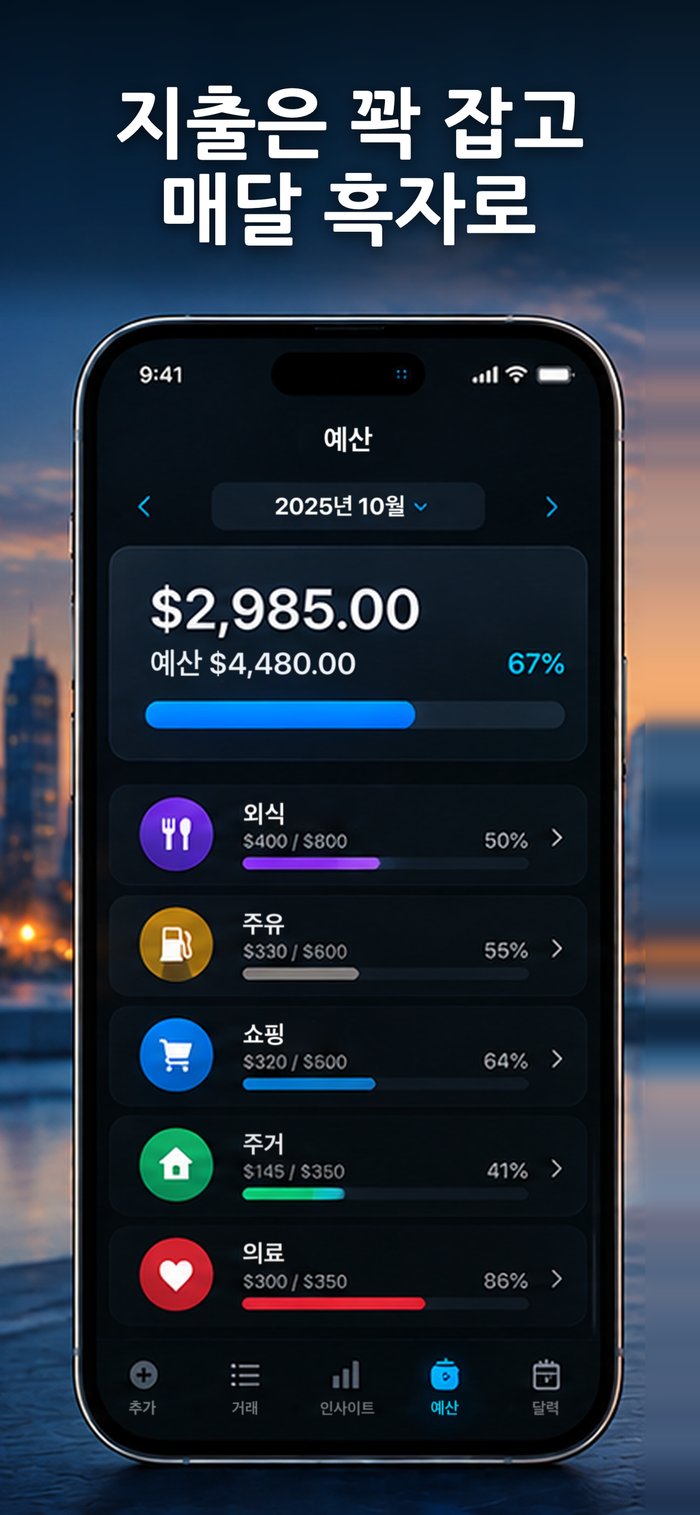 지출은 꽉 잡고
매달 흑자로
9:41
예산
2025년 10월
$2,985.00
예산 $4,480.00
67%
외식
$400 / $800
50%
주유
$330 / $600
55%
쇼핑
$320 / $600
64%
주거
$145 / $350
41%
의료
$300 / $350
86%
추가
거래
인사이트
예산
달력